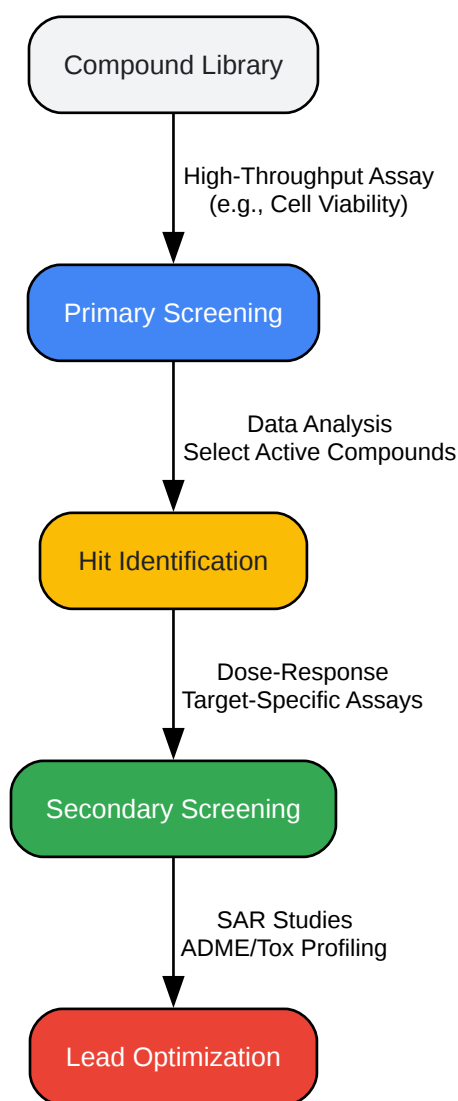 Compound Library
High-Throughput Assay
(e.g., Cell Viability)
Primary Screening
Data Analysis
Select Active Compounds
Hit Identification
Dose-Response
Target-Specific Assays
Secondary Screening
SAR Studies
ADME/Tox Profiling
Lead Optimization